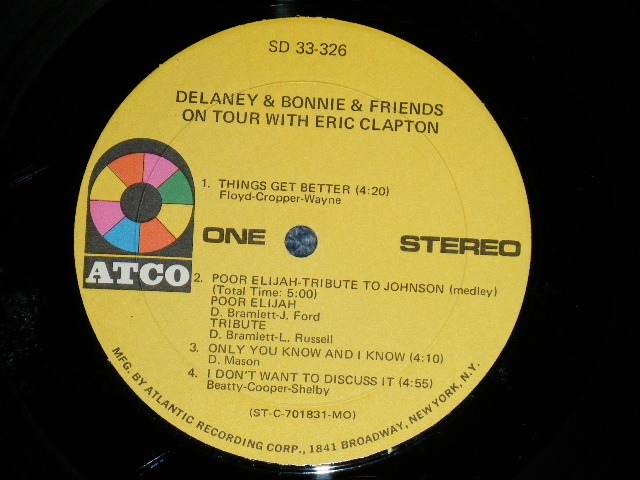 SD 33-326
DELANEY & BONNIE & FRIENDS
ON TOUR WITH ERIC CLAPTON
1. THINGS GET BETTER (4:20)
Floyd-Cropper-Wayne
ONE
STEREO
ATCO
2. POOR ELIJAH-TRIBUTE TO JOHNSON (medley)
(Total Time: 5:00)
POOR ELIJAH
D. Bramlett-J. Ford
TRIBUTE
D. Bramlett-L. Russell
3. ONLY YOU KNOW AND I KNOW (4:10)
D. Mason
4. I DON'T WANT TO DISCUSS IT (4:55)
Beatty-Cooper-Shelby
(ST-C-701831-MO)
MFG. BY ATLANTIC RECORDING CORP., 1841 BROADWAY, NEW YORK, N.Y.